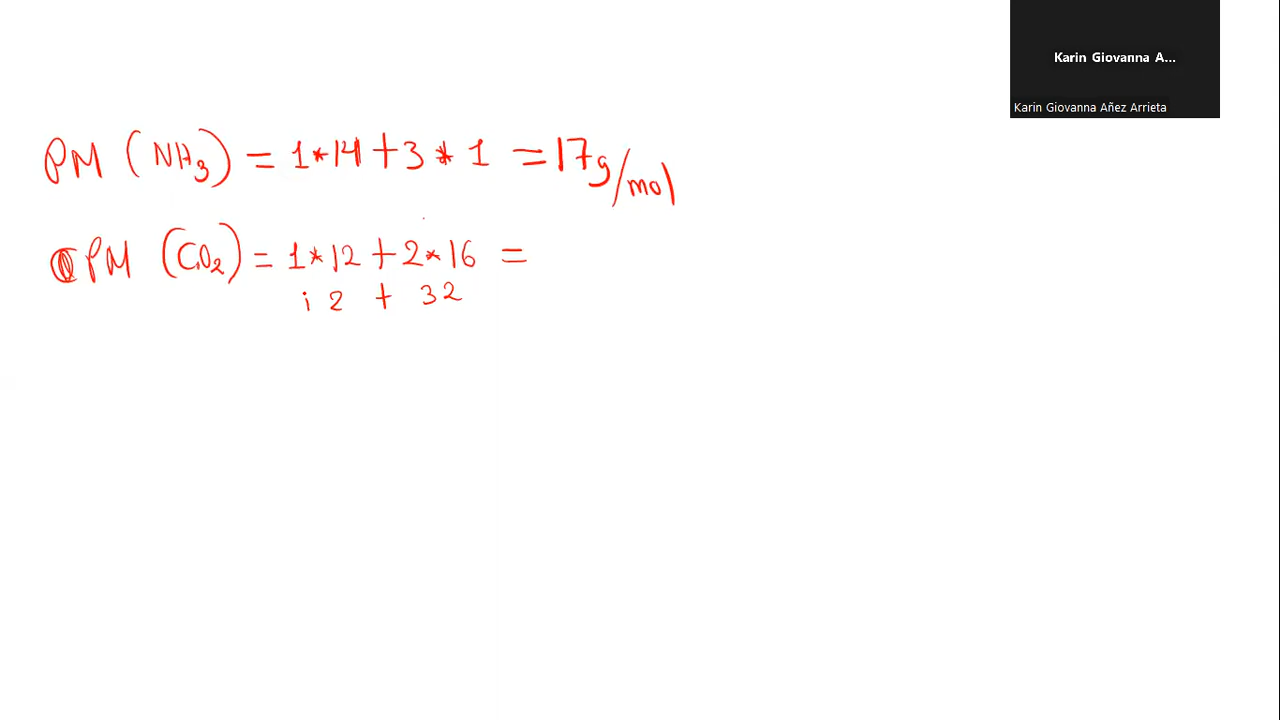 Karin Giovanna A...
Karin Giovanna Añez Arrieta
PM (NH₃) = 1*14+3*1 = 17g/mol
PM (CO₂) = 1*12+2*16 =
12 + 32